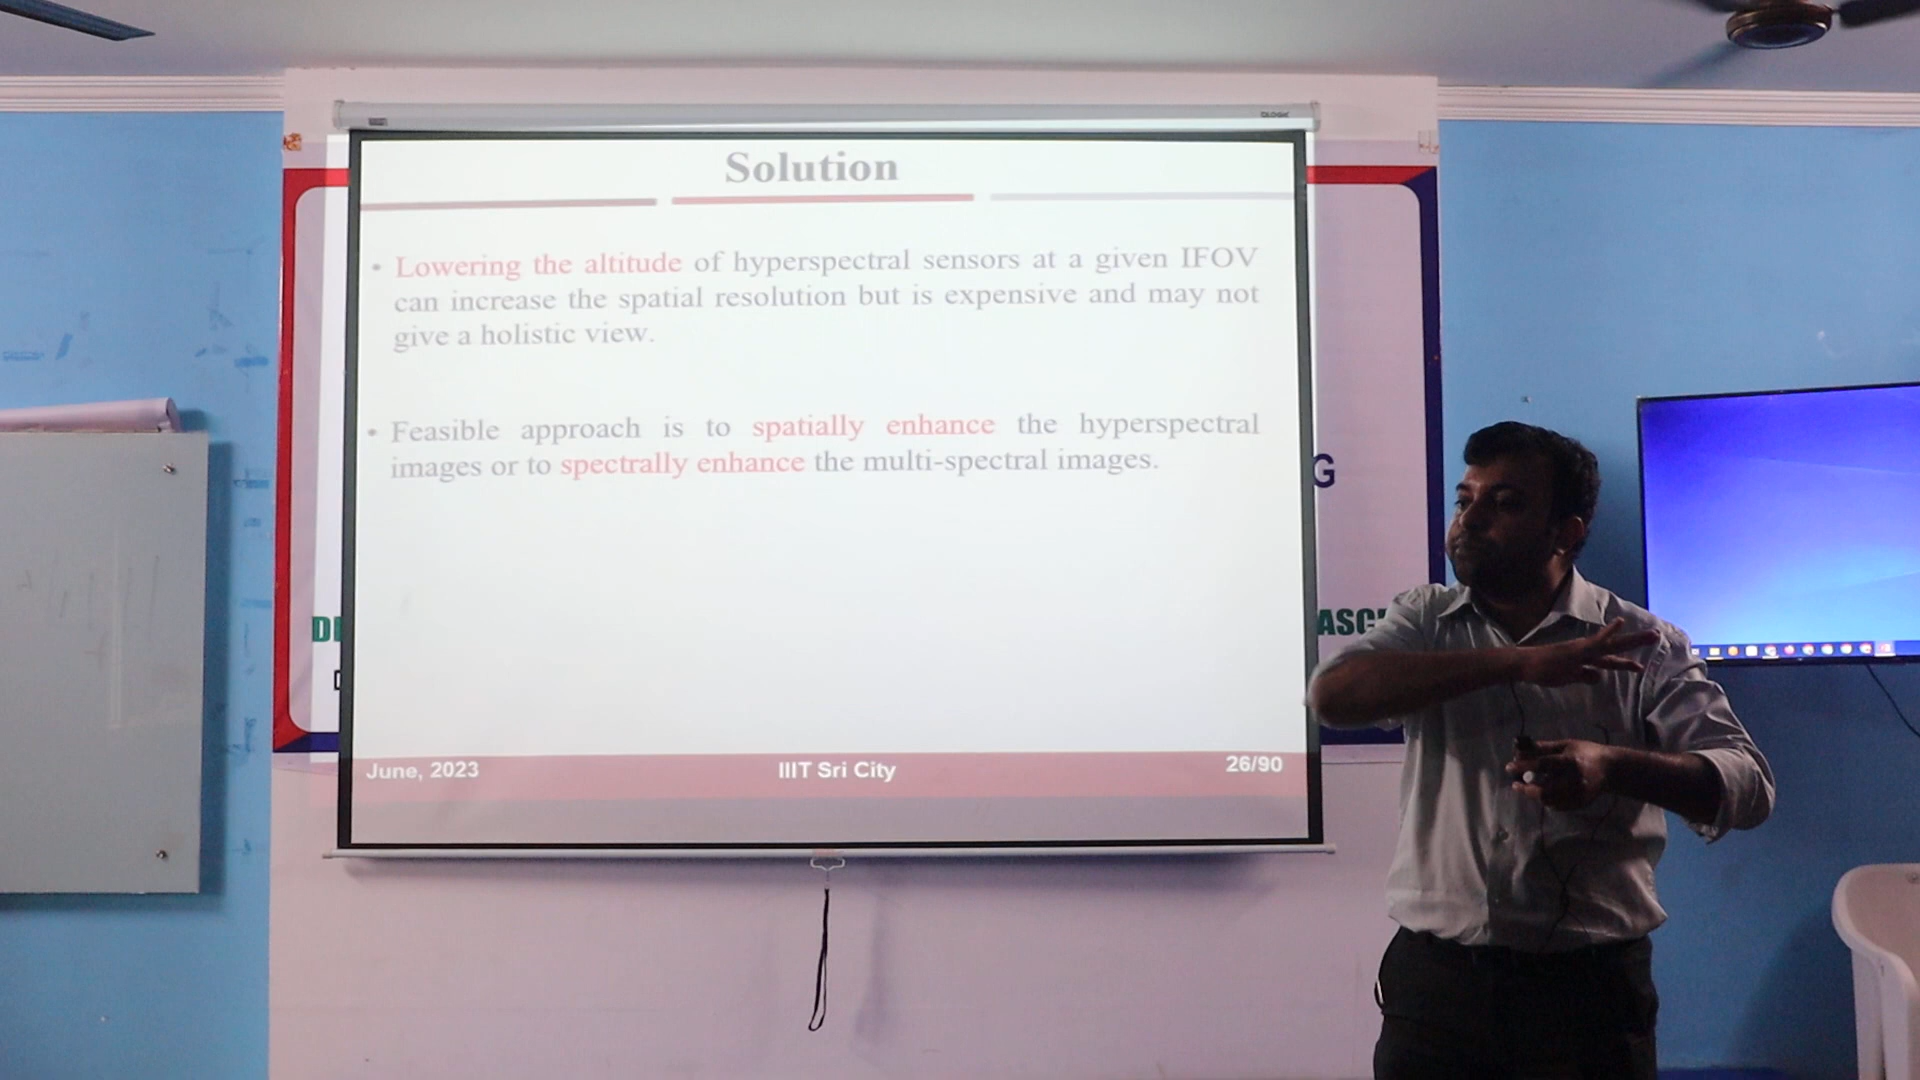 Solution
• Lowering the altitude of hyperspectral sensors at a given IFOV
can increase the spatial resolution but is expensive and may not
give a holistic view.
• Feasible approach is to spatially enhance the hyperspectral
images or to spectrally enhance the multi-spectral images.
June, 2023 IIIT Sri City 26/90
G